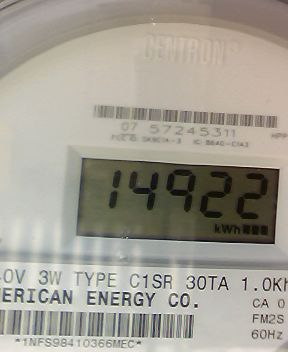 CENTRON®
07 57245311
14922
kWh
0V 3W TYPE C1SR 30TA 1.0Kh
ERICAN ENERGY CO.
CA 0
FM2S
60Hz
*1NFS98410366MEC*